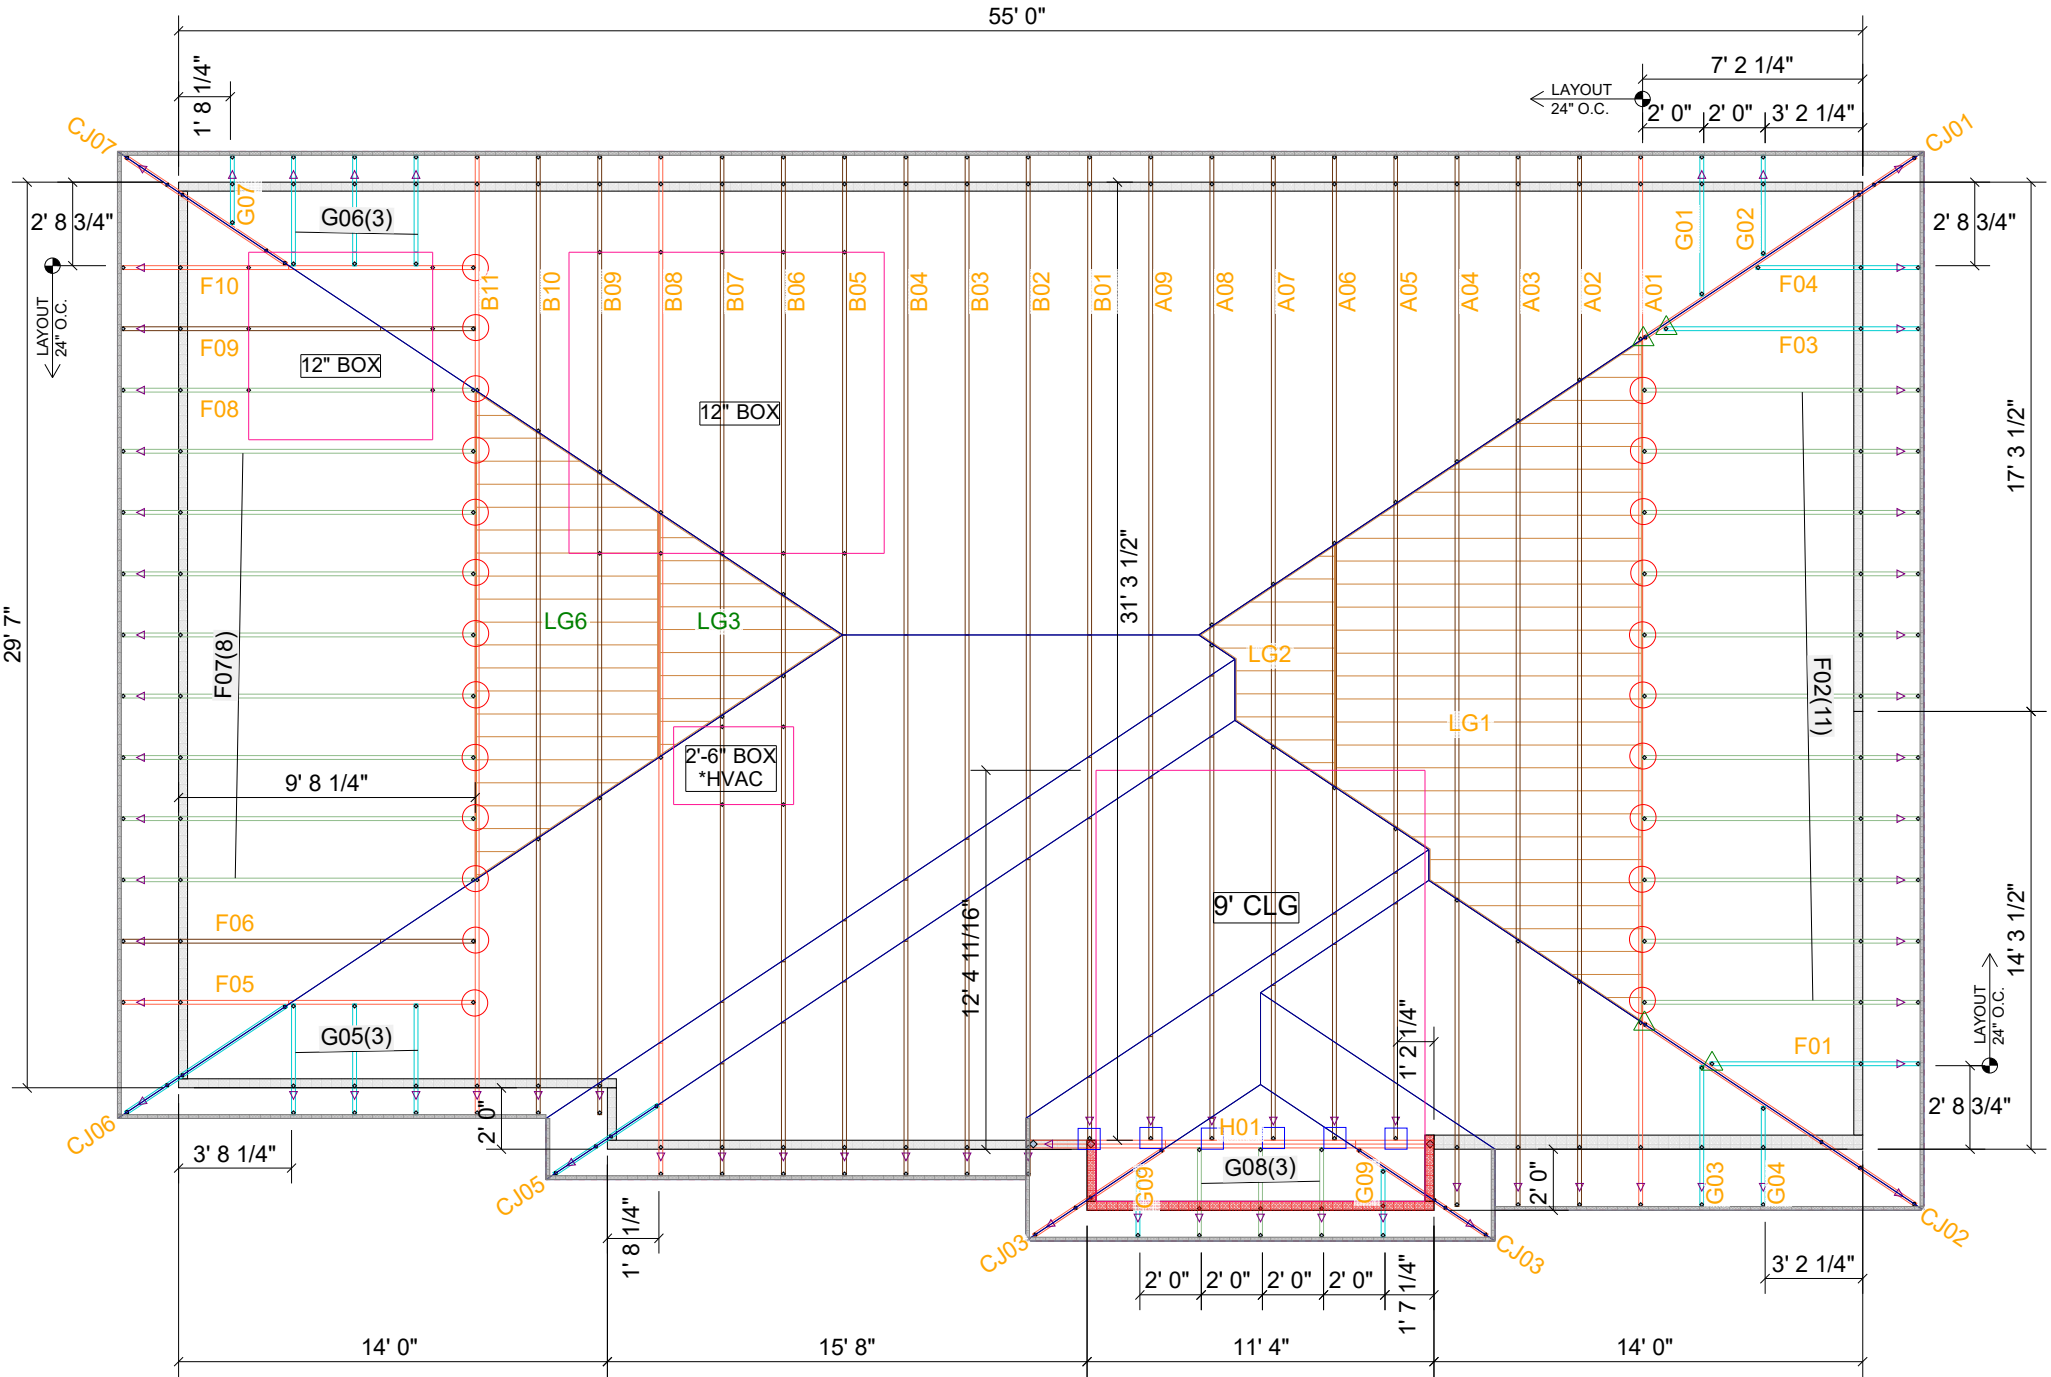 55' 0"
7' 2 1/4"
LAYOUT
24" O.C.
2' 0"
2' 0"
3' 2 1/4"
1' 8 1/4"
CJ07
CJ01
2' 8 3/4"
G07
G06(3)
G01
G02
2' 8 3/4"
F10
B11
B10
B09
B08
B07
B06
B05
B04
B03
B02
B01
A09
A08
A07
A06
A05
A04
A03
A02
A01
F04
LAYOUT
24" O.C.
F09
12" BOX
F03
F08
12" BOX
17' 3 1/2"
31' 3 1/2"
29' 7"
LG6
LG3
LG2
F07(8)
F02(11)
LG1
2'-6" BOX
*HVAC
9' 8 1/4"
9' CLG
F06
12' 4 11/16"
14' 3 1/2"
F05
G05(3)
1' 2 1/4"
F01
LAYOUT
24" O.C.
2' 8 3/4"
CJ06
2' 0"
H01
3' 8 1/4"
CJ05
G09
G08(3)
G09
2' 0"
G03
G04
CJ02
1' 8 1/4"
CJ03
CJ03
3' 2 1/4"
2' 0"
2' 0"
2' 0"
2' 0"
1' 7 1/4"
14' 0"
15' 8"
11' 4"
14' 0"